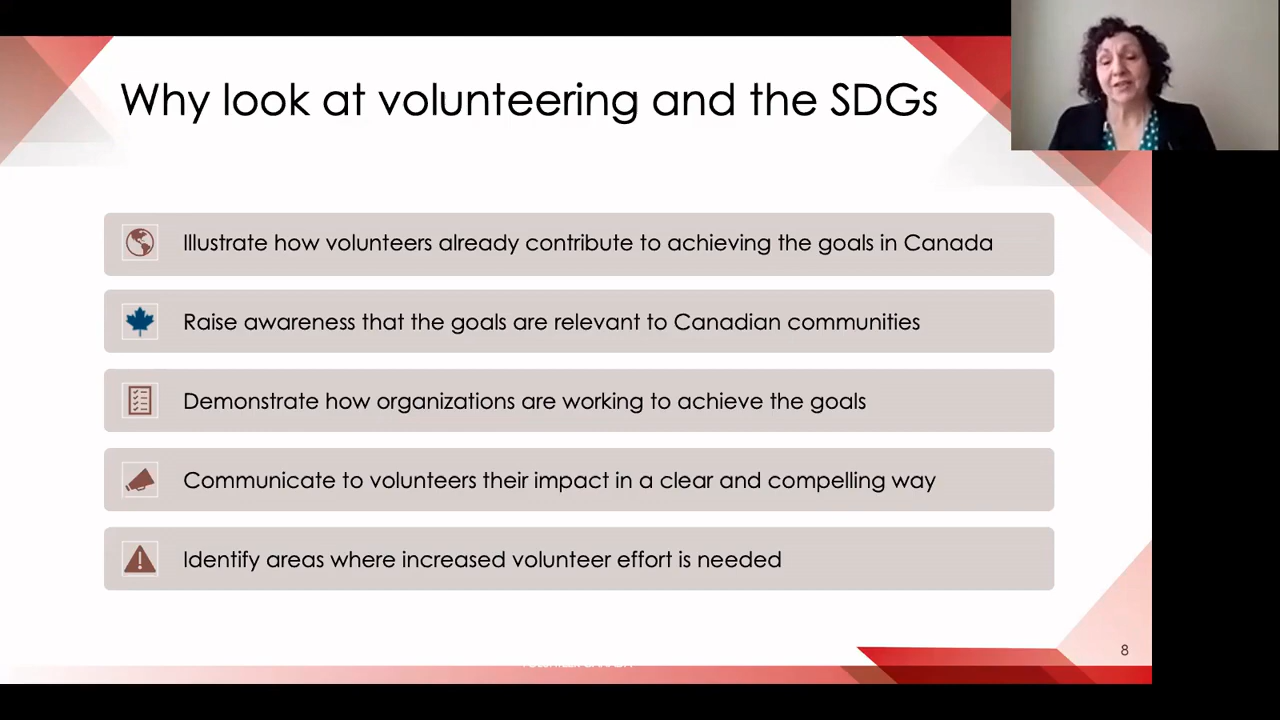 Why look at volunteering and the SDGs
Illustrate how volunteers already contribute to achieving the goals in Canada
Raise awareness that the goals are relevant to Canadian communities
Demonstrate how organizations are working to achieve the goals
Communicate to volunteers their impact in a clear and compelling way
Identify areas where increased volunteer effort is needed
8